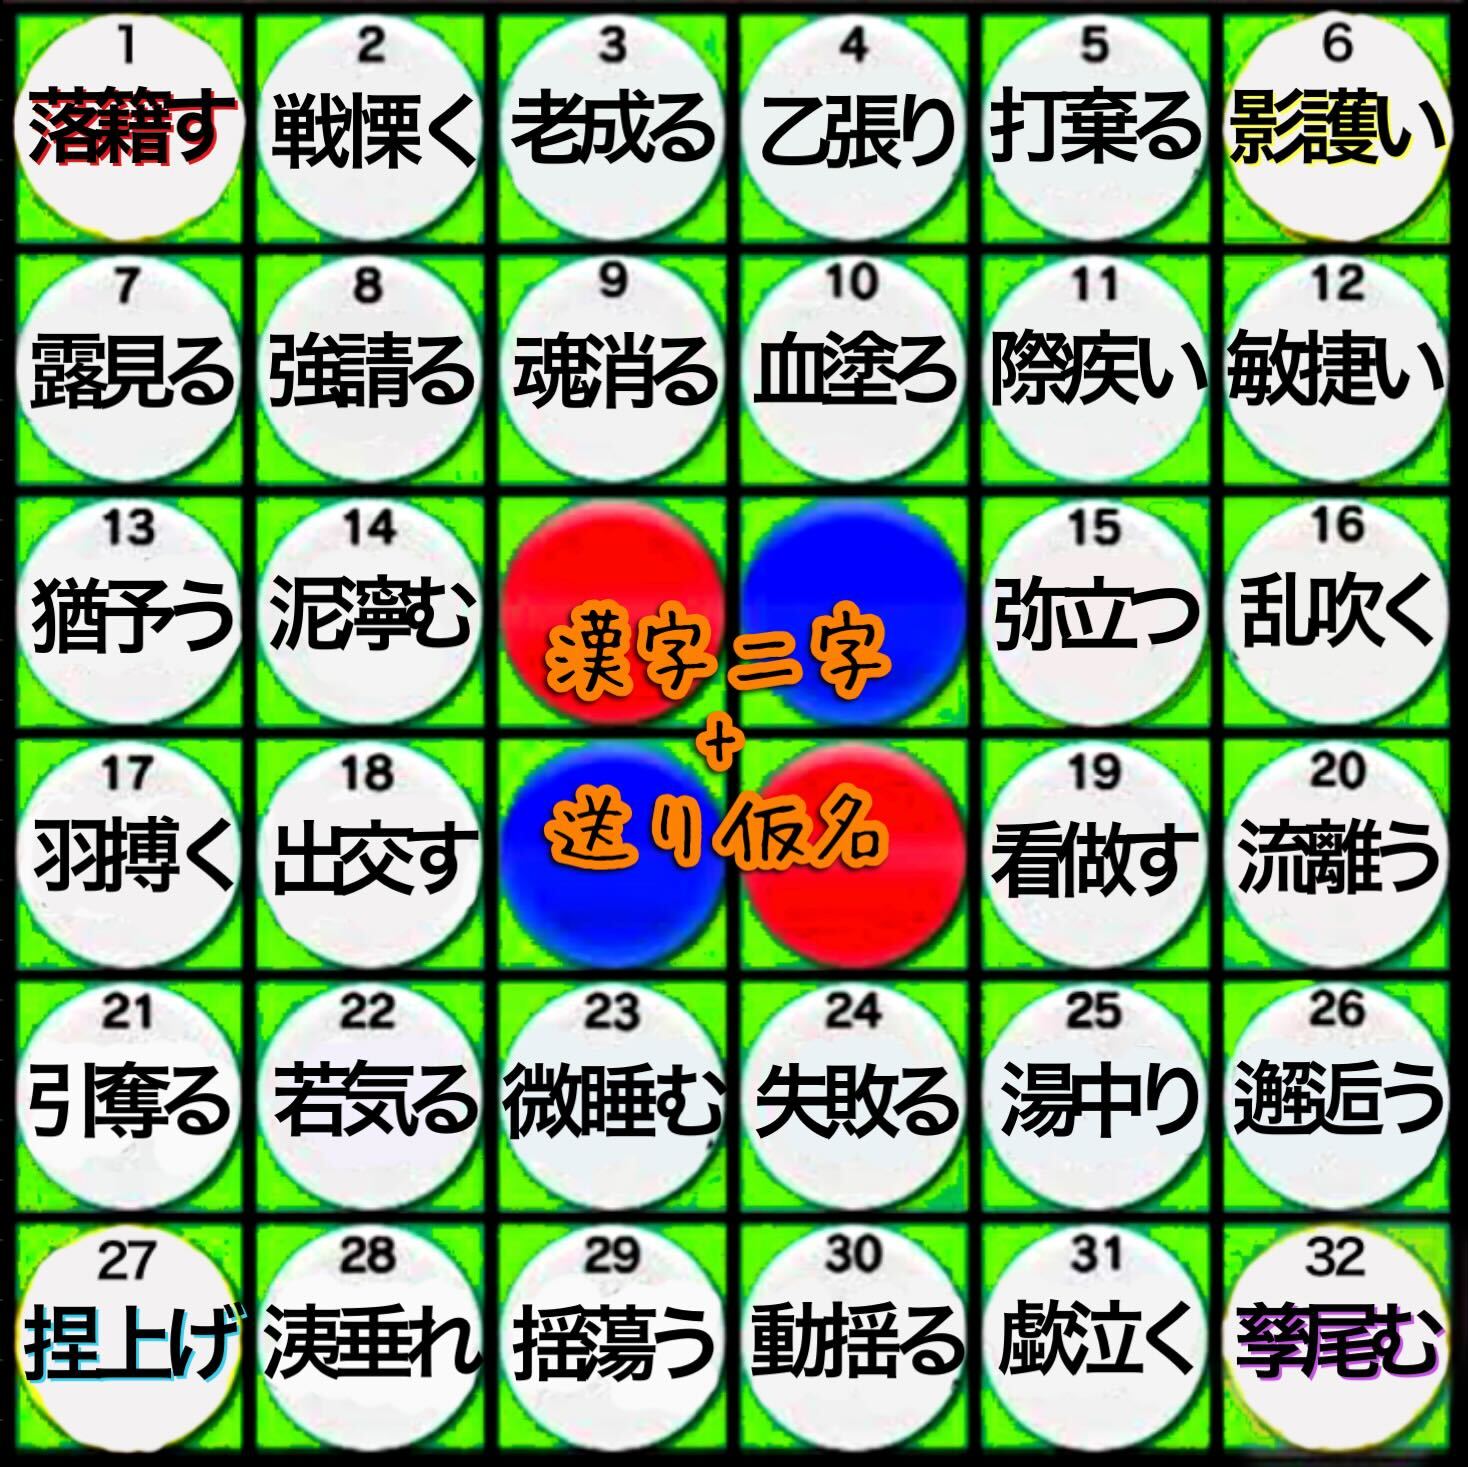 1 2 3 4 5 6
落籍す 戦慄く 老成る 乙張り 打棄る 影護い
7 8 9 10 11 12
露見る 強請る 魂消る 血塗ろ 際疾い 敏捷い
13 14 15 16
猶予う 泥濘む 弥立つ 乱吹く
漢字二字
+
送り仮名
17 18 19 20
羽搏く 出交す 看做す 流離う
21 22 23 24 25 26
引奪る 若気る 微睡む 失敗る 湯中り 邂逅う
27 28 29 30 31 32
捏上げ 洟垂れ 揺蕩う 動揺る 歔泣く 孳尾む